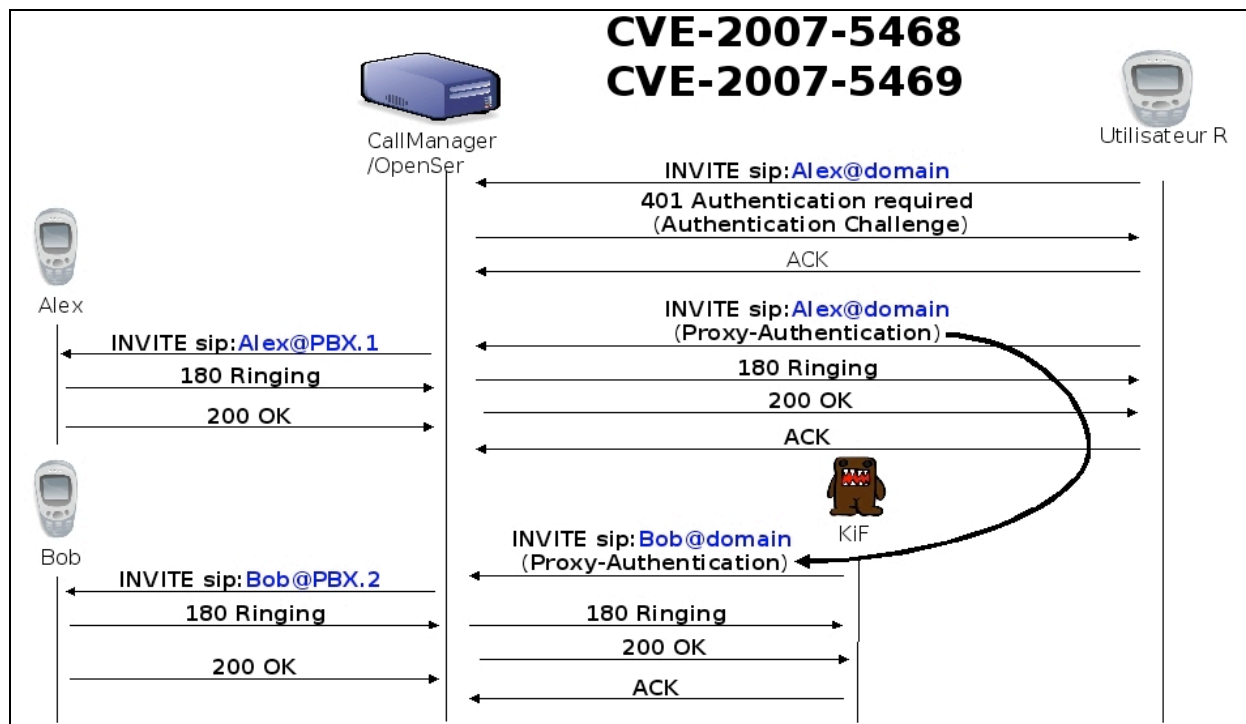 CVE-2007-5468
CVE-2007-5469
CallManager
/OpenSer
Utilisateur R
INVITE sip:Alex@domain
401 Authentication required
(Authentication Challenge)
ACK
Alex
INVITE sip:Alex@domain
(Proxy-Authentication)
INVITE sip:Alex@PBX.1
180 Ringing
180 Ringing
200 OK
200 OK
ACK
KiF
Bob
INVITE sip:Bob@domain
(Proxy-Authentication)
INVITE sip:Bob@PBX.2
180 Ringing
180 Ringing
200 OK
200 OK
ACK